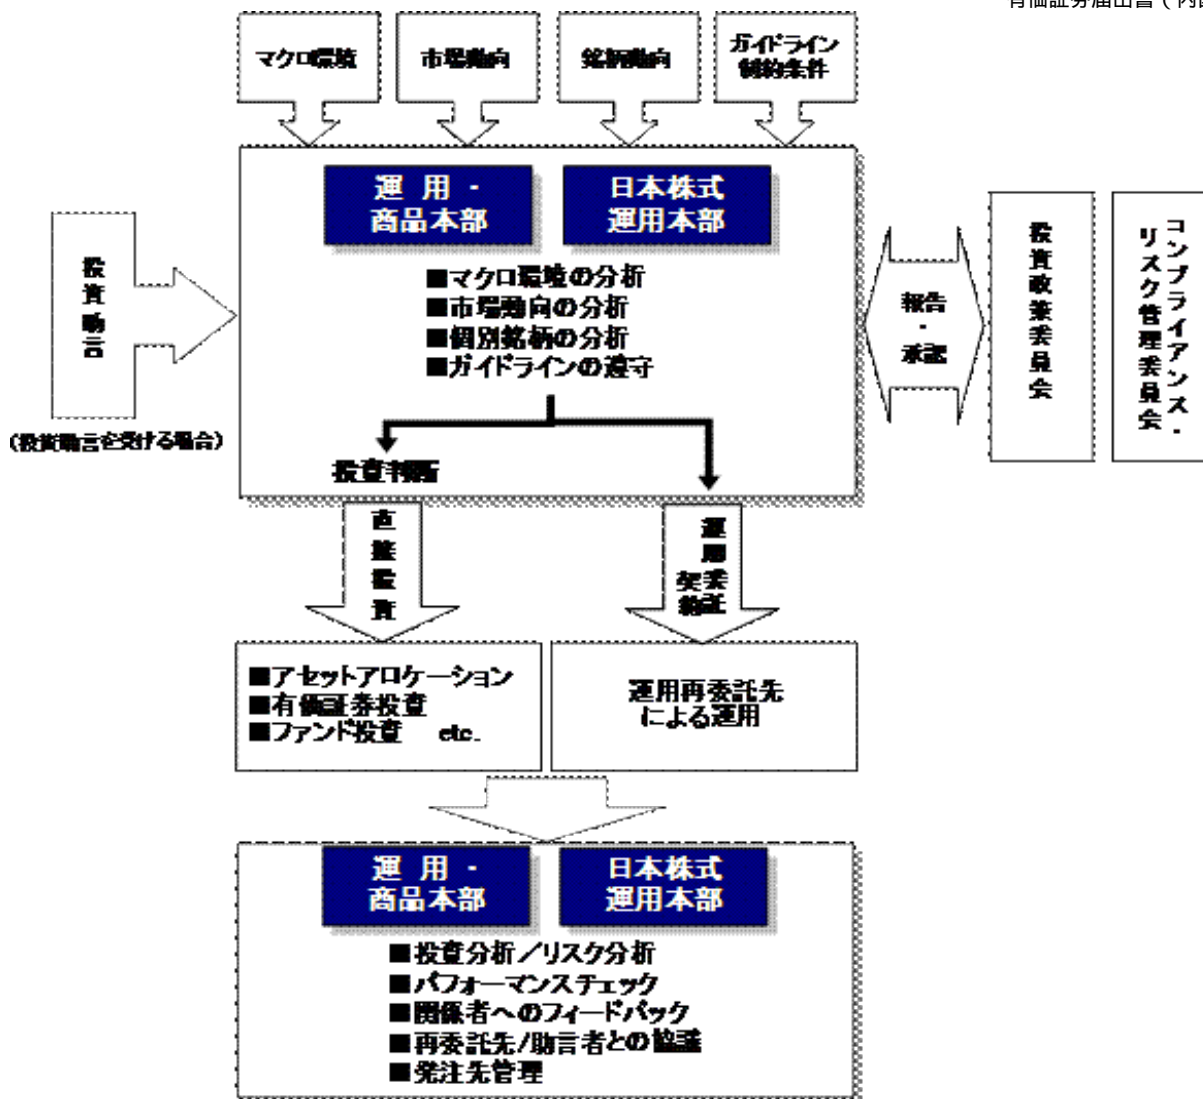 有価証券届出書（内
マクロ環境
市場動向
銘柄動向
ガイドライン
制約条件
運 用 ・
商品本部
日本株式
運用本部
■マクロ環境の分析
■市場動向の分析
■個別銘柄の分析
■ガイドラインの遵守
投資助言
（投資助言を受ける場合）
報告
・
承認
投資政策委員会
コンプライアンス・
リスク管理委員会
投資判断
直接投資
運用委託
契約
■アセットアロケーション
■有価証券投資
■ファンド投資 etc.
運用再委託先
による運用
運 用 ・
商品本部
日本株式
運用本部
■投資分析／リスク分析
■パフォーマンスチェック
■関係者へのフィードバック
■再委託先/助言者との協議
■発注先管理